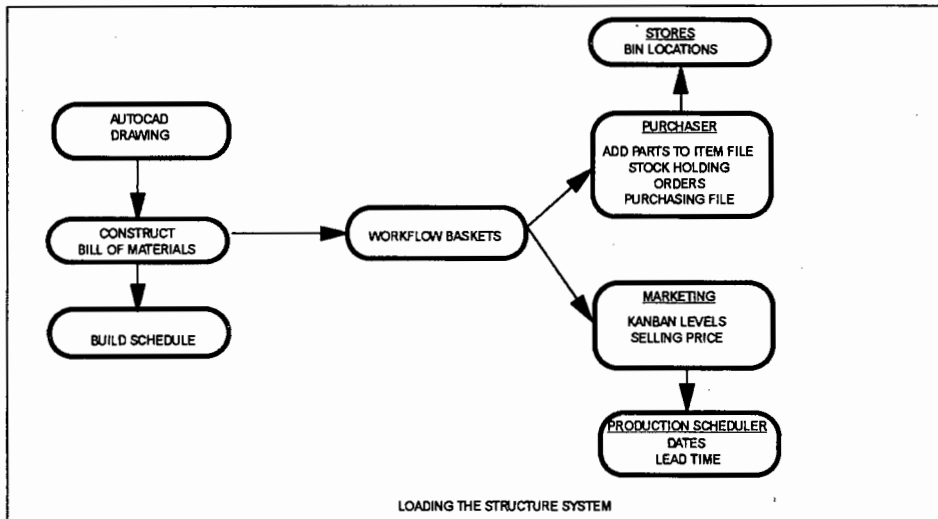 STORES
BIN LOCATIONS
AUTOCAD
DRAWING
PURCHASER
ADD PARTS TO ITEM FILE
STOCK HOLDING
ORDERS
PURCHASING FILE
CONSTRUCT
BILL OF MATERIALS
WORKFLOW BASKETS
MARKETING
KANBAN LEVELS
SELLING PRICE
BUILD SCHEDULE
PRODUCTION SCHEDULER
DATES
LEAD TIME
LOADING THE STRUCTURE SYSTEM